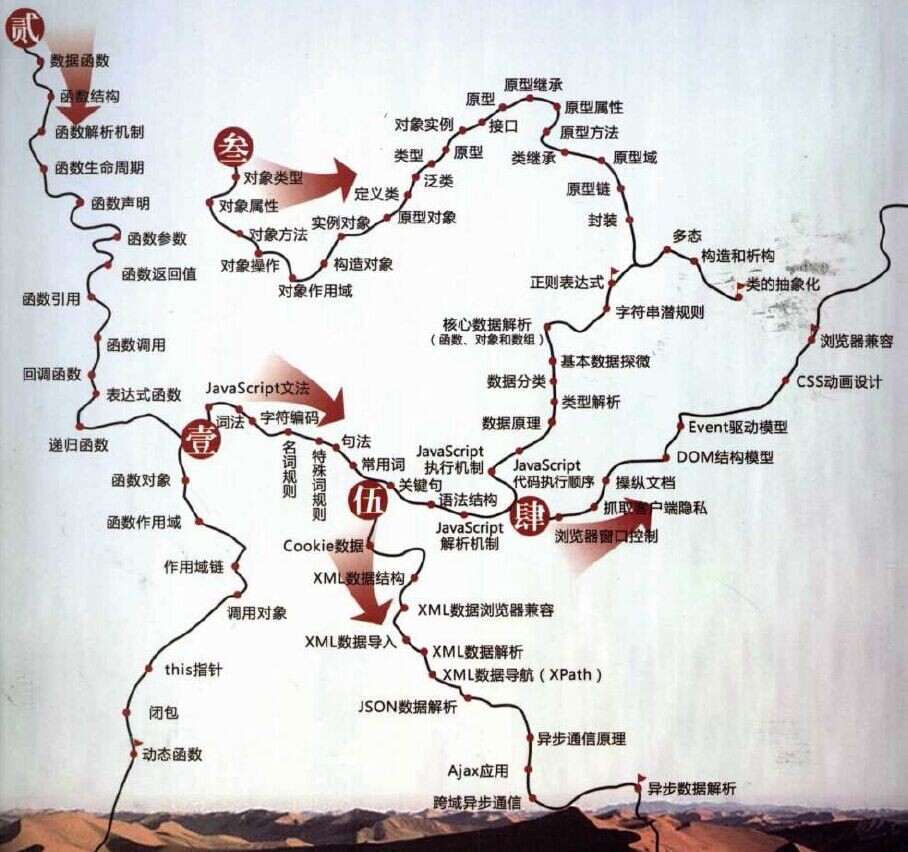 贰
数据函数
函数结构
函数解析机制
函数生命周期
函数声明
函数参数
函数返回值
函数引用
函数调用
回调函数
表达式函数
递归函数
函数对象
函数作用域
作用域链
调用对象
this指针
闭包
动态函数
叁
对象类型
对象属性
对象方法
对象操作
对象作用域
构造对象
实例对象
原型对象
定义类
泛类
类型
原型
对象实例
接口
原型
原型继承
原型属性
原型方法
类继承
原型域
原型链
封装
多态
构造和析构
类的抽象化
壹
JavaScript文法
词法
字符编码
名词规则
特殊词规则
句法
常用词
关键句
语法结构
JavaScript
解析机制
JavaScript
执行机制
数据原理
类型解析
数据分类
基本数据探微
核心数据解析
(函数、对象和数组)
字符串潜规则
正则表达式
肆
JavaScript
代码执行顺序
浏览器窗口控制
抓取客户端隐私
操纵文档
DOM结构模型
Event驱动模型
CSS动画设计
浏览器兼容
伍
Cookie数据
XML数据结构
XML数据浏览器兼容
XML数据导入
XML数据解析
XML数据导航（XPath）
JSON数据解析
异步通信原理
Ajax应用
跨域异步通信
异步数据解析